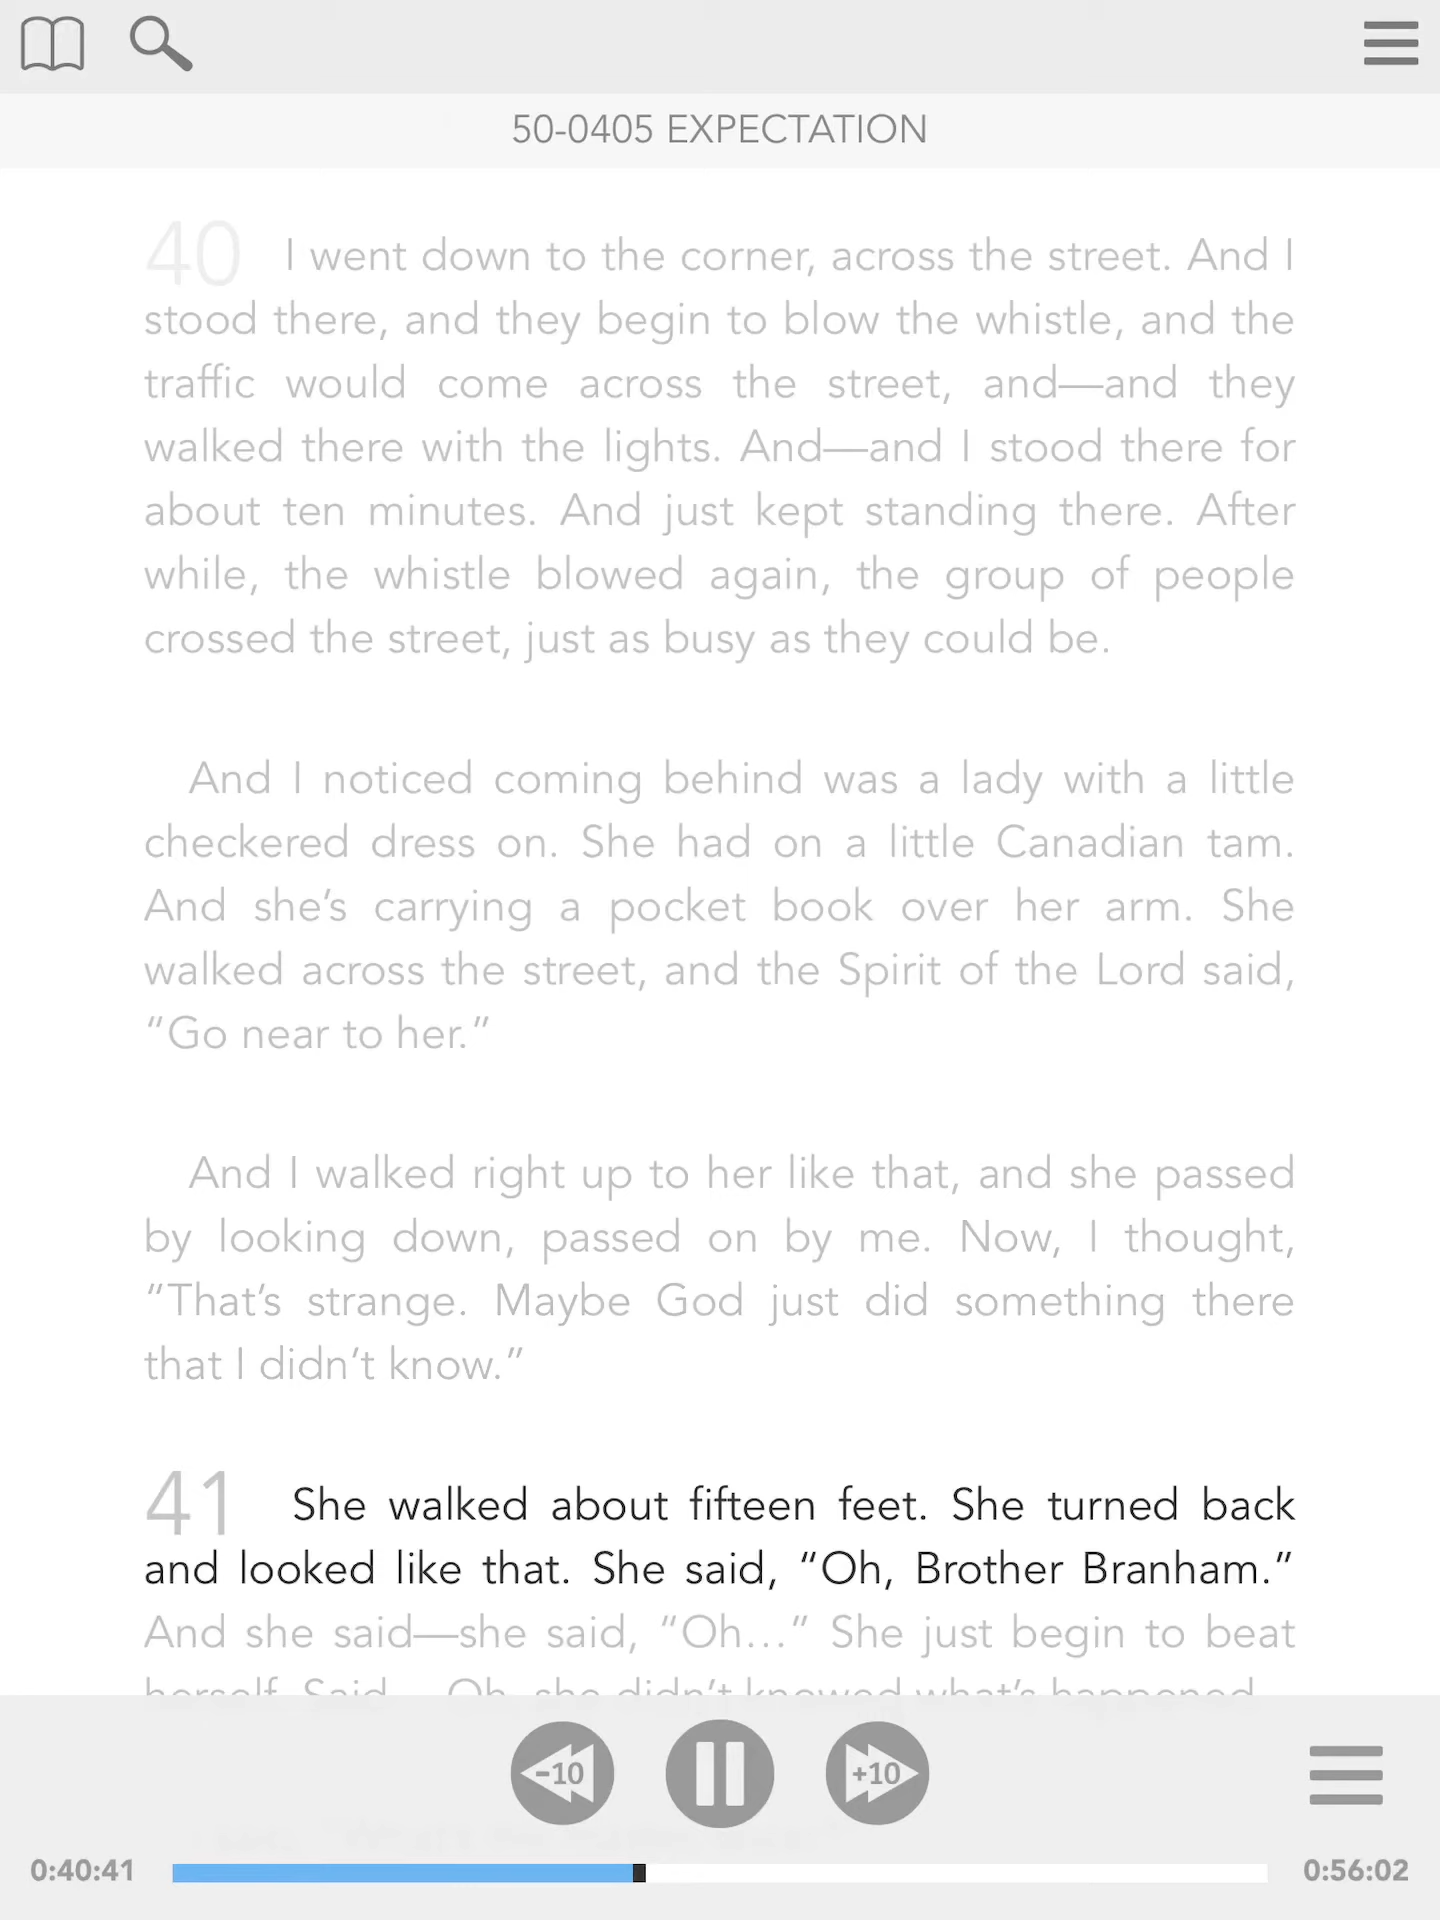 50-0405 EXPECTATION
40 I went down to the corner, across the street. And I
stood there, and they begin to blow the whistle, and the
traffic would come across the street, and—and they
walked there with the lights. And—and I stood there for
about ten minutes. And just kept standing there. After
while, the whistle blowed again, the group of people
crossed the street, just as busy as they could be.
And I noticed coming behind was a lady with a little
checkered dress on. She had on a little Canadian tam.
And she’s carrying a pocket book over her arm. She
walked across the street, and the Spirit of the Lord said,
“Go near to her.”
And I walked right up to her like that, and she passed
by looking down, passed on by me. Now, I thought,
“That’s strange. Maybe God just did something there
that I didn’t know.”
41 She walked about fifteen feet. She turned back
and looked like that. She said, “Oh, Brother Branham.”
And she said—she said, “Oh…” She just begin to beat
herself. Said... Oh, she didn’t knowed what’s happened
-10 +10
0:40:41 0:56:02